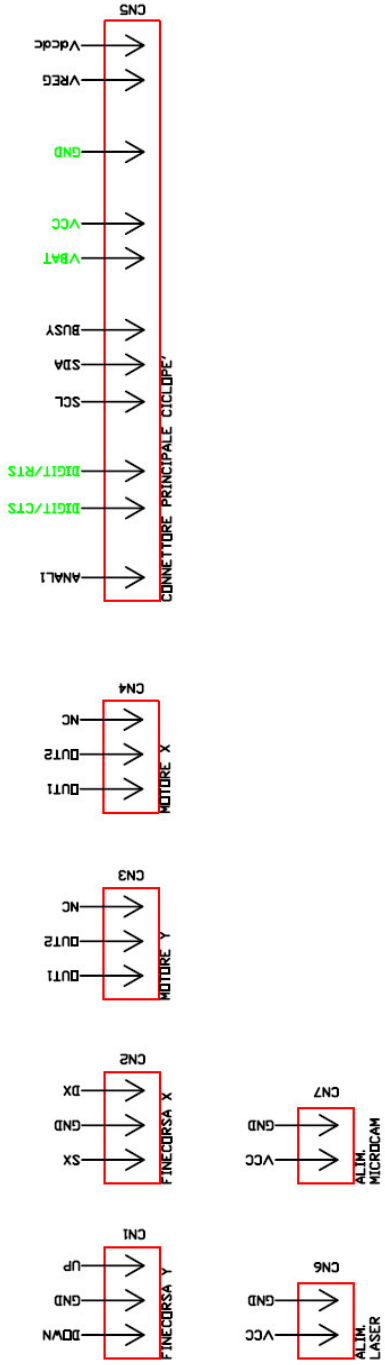 CN5
Vdcdc
VREG
GND
VCC
VBAT
BUSY
SDA
SCL
DIGIT/RTS
DIGIT/CTS
ANAL1
CONNETTORE PRINCIPALE CICLOPE'
CN4
NC
OUT2
OUT1
MOTORE X
CN3
NC
OUT2
OUT1
MOTORE Y
CN2
DX
GND
SX
FINECORSA X
CN7
GND
VCC
ALIM.
MICROCAM
CN1
UP
GND
DOWN
FINECORSA Y
CN6
GND
VCC
ALIM.
LASER